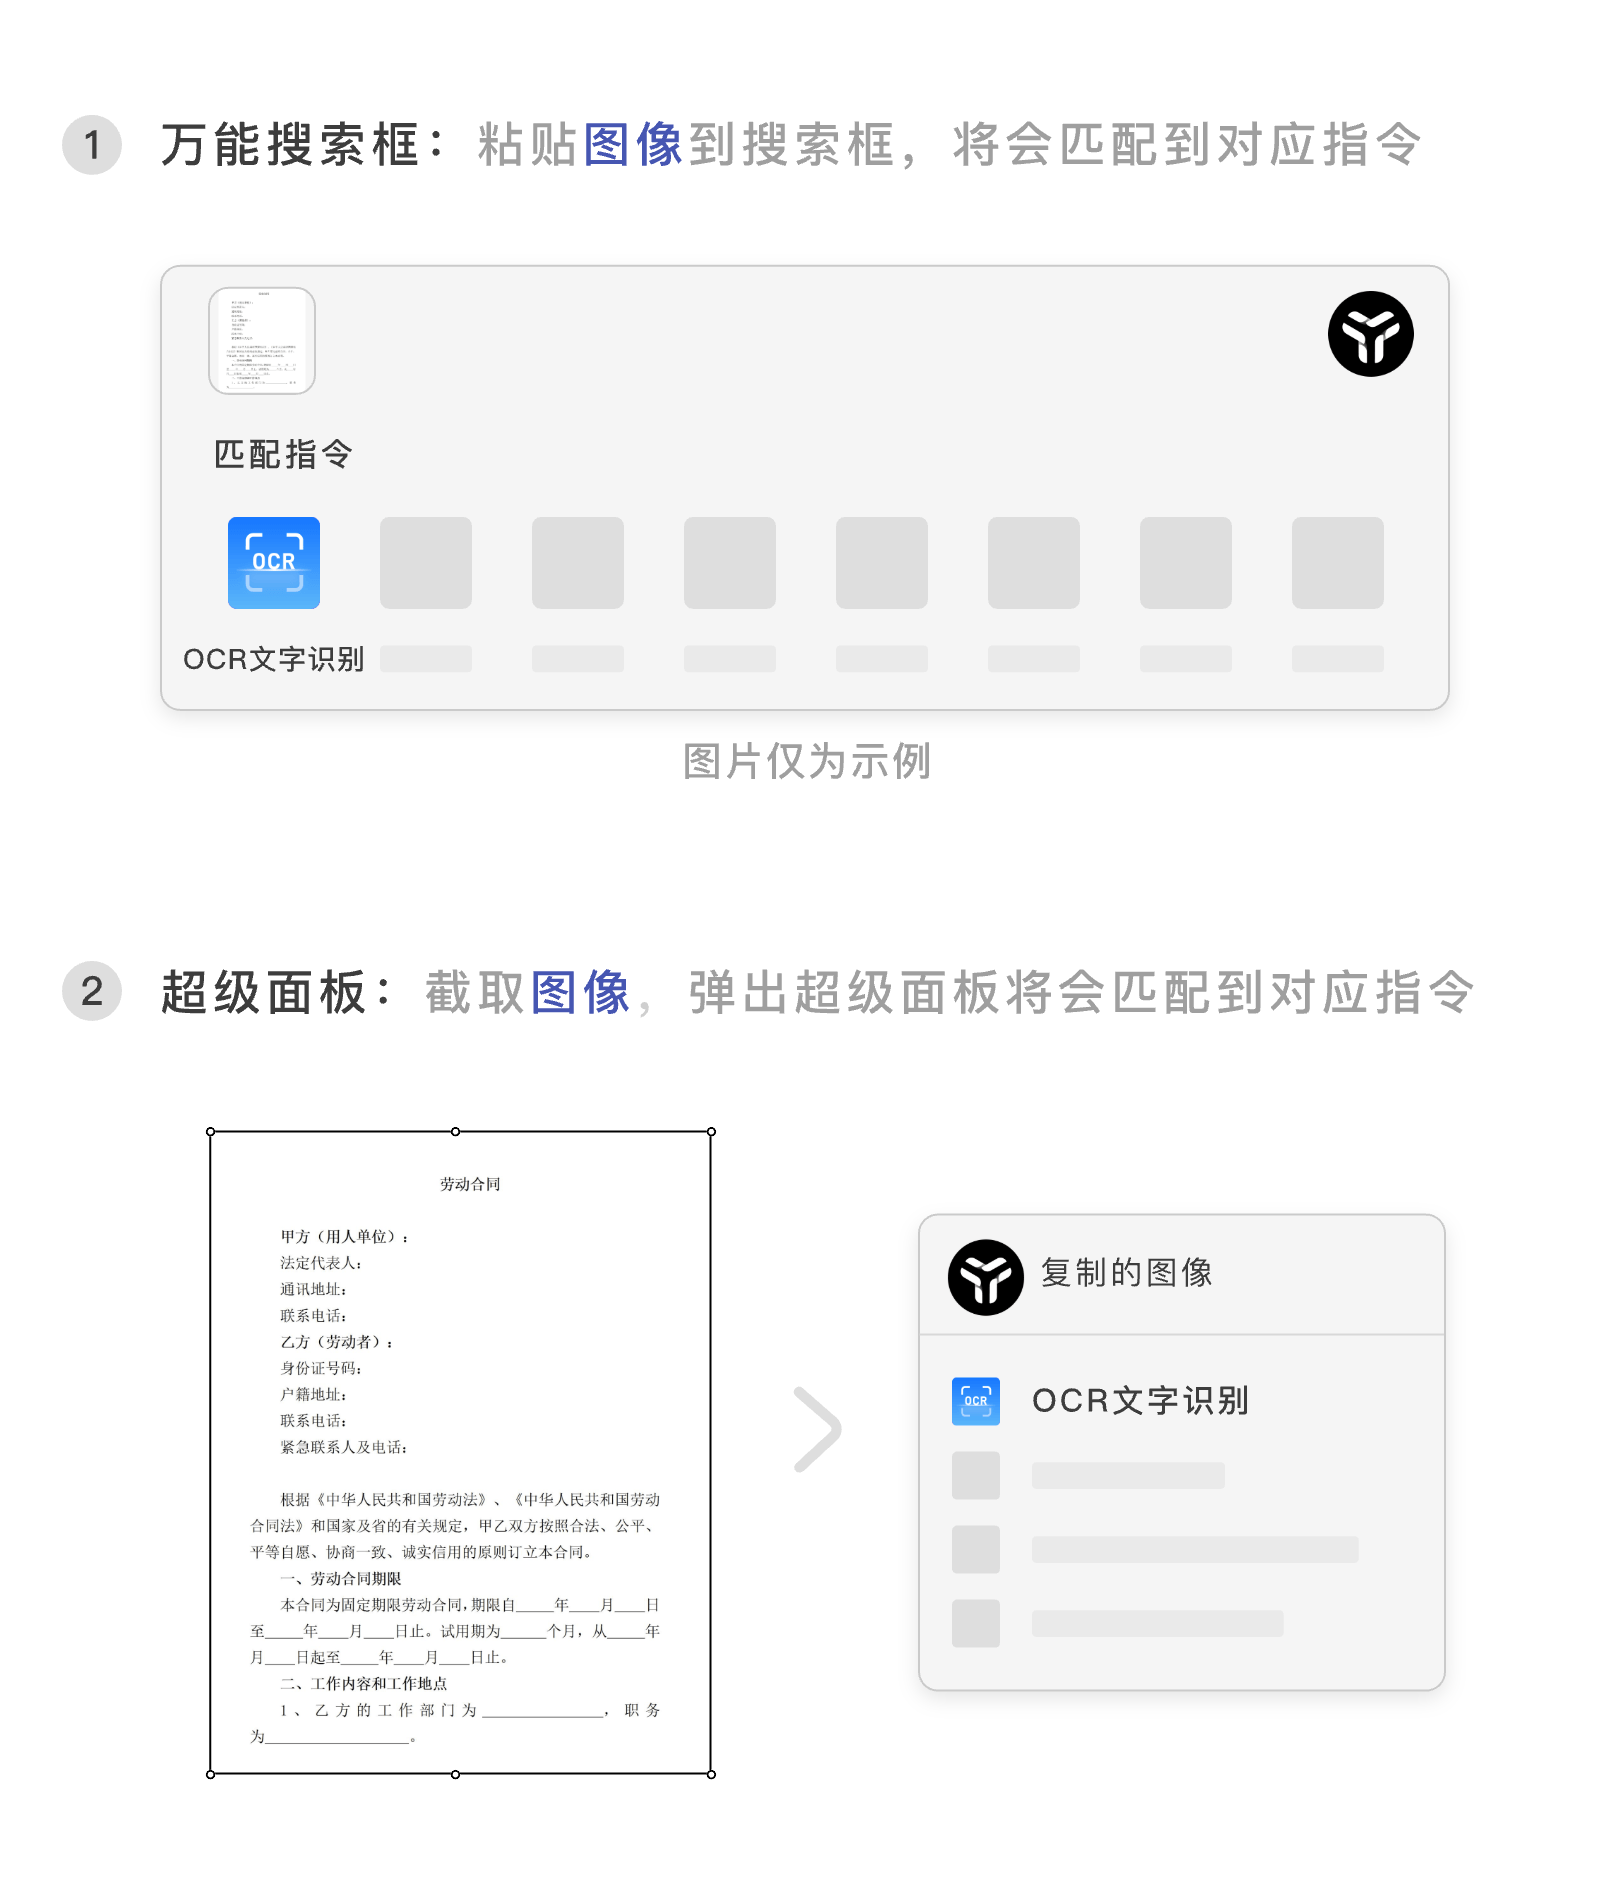 1 万能搜索框：粘贴图像到搜索框，将会匹配到对应指令
匹配指令
OCR
OCR文字识别
图片仅为示例
2 超级面板：截取图像，弹出超级面板将会匹配到对应指令
劳动合同
甲方（用人单位）：
法定代表人：
通讯地址：
联系电话：
乙方（劳动者）：
身份证号码：
户籍地址：
联系电话：
紧急联系人及电话：
根据《中华人民共和国劳动法》、《中华人民共和国劳动
合同法》和国家及省的有关规定，甲乙双方按照合法、公平、
平等自愿、协商一致、诚实信用的原则订立本合同。
一、劳动合同期限
本合同为固定期限劳动合同，期限自_____年____月____日
至_____年____月____日止。试用期为______个月，从_____年
月____日起至_____年____月____日止。
二、工作内容和工作地点
1、乙方的工作部门为________________，职务
为___________________。
复制的图像
OCR
OCR文字识别